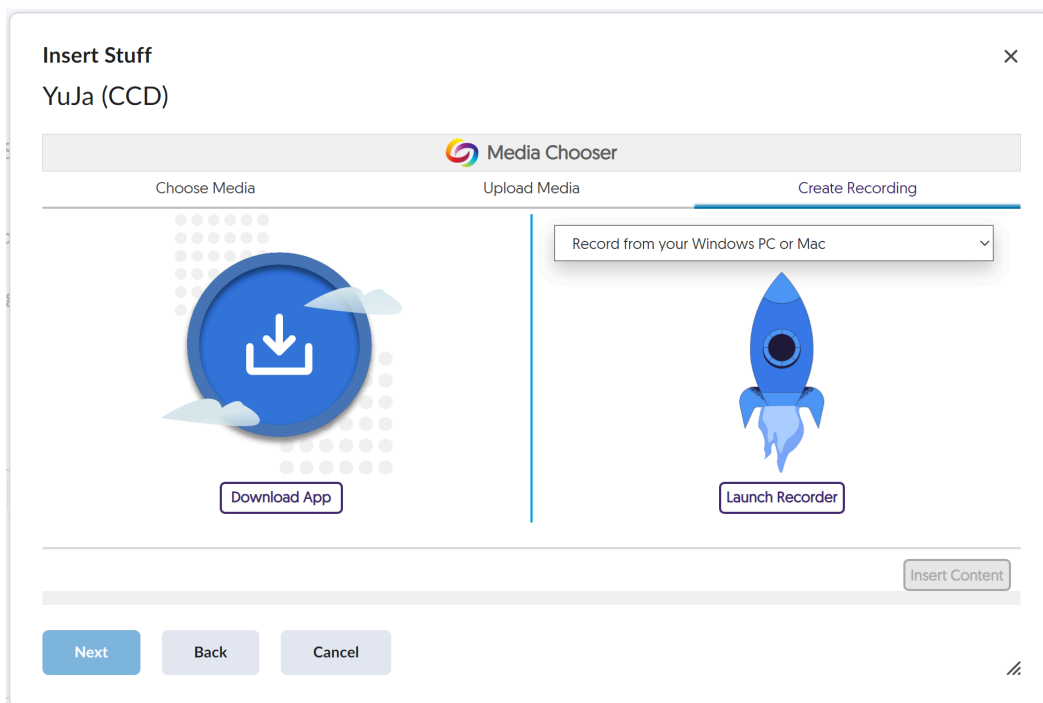 Insert Stuff
YuJa (CCD)
Media Chooser
Choose Media
Upload Media
Create Recording
Record from your Windows PC or Mac
Download App
Launch Recorder
Insert Content
Next
Back
Cancel